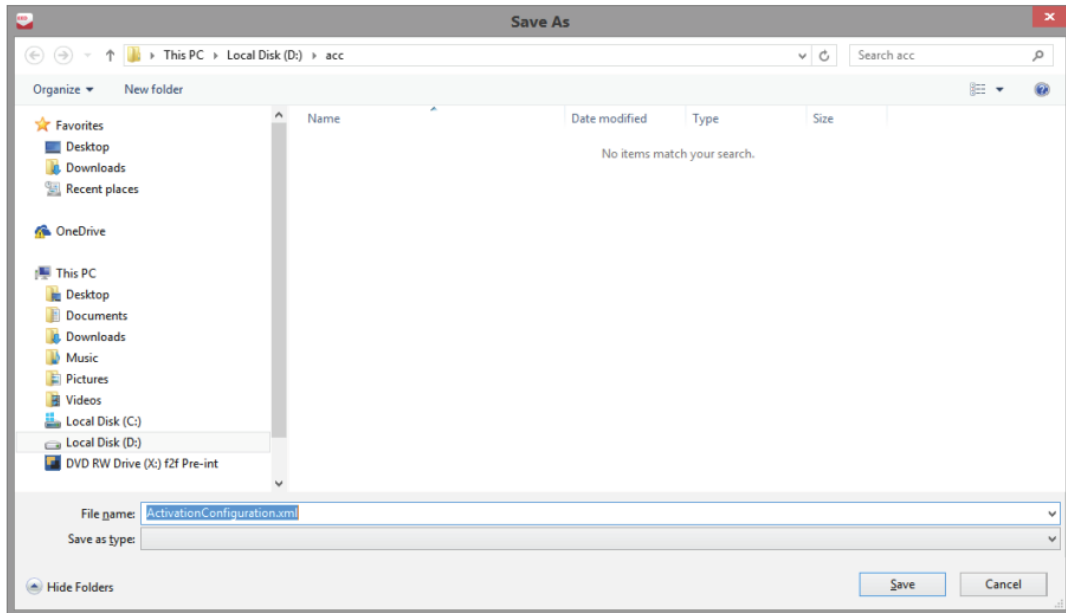 Save As
This PC Local Disk (D:) acc
Search acc
Organize New folder
Name Date modified Type Size
No items match your search.
Favorites
Desktop
Downloads
Recent places
OneDrive
This PC
Desktop
Documents
Downloads
Music
Pictures
Videos
Local Disk (C:)
Local Disk (D:)
DVD RW Drive (X:) f2f Pre-int
File name: ActivationConfiguration.xml
Save as type:
Hide Folders Save Cancel